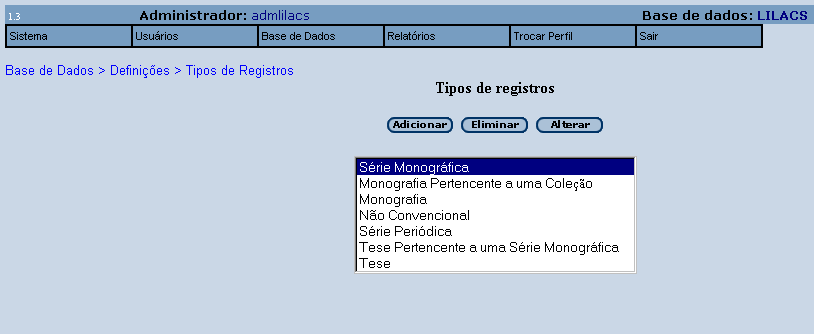 1.3 Administrador: admlilacs Base de dados: LILACS
Sistema Usuários Base de Dados Relatórios Trocar Perfil Sair
Base de Dados > Definições > Tipos de Registros
Tipos de registros
Adicionar Eliminar Alterar
Série Monográfica
Monografia Pertencente a uma Coleção
Monografia
Não Convencional
Série Periódica
Tese Pertencente a uma Série Monográfica
Tese